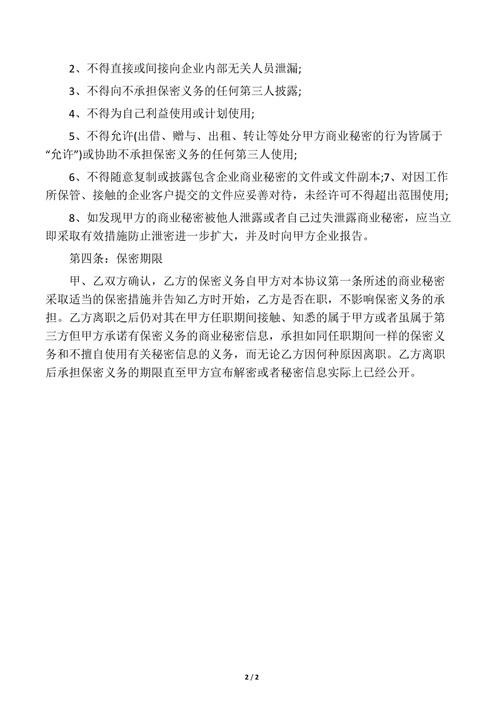 2、不得直接或间接向企业内部无关人员泄漏;
3、不得向不承担保密义务的任何第三人披露;
4、不得为自己利益使用或计划使用;
5、不得允许(出借、赠与、出租、转让等处分甲方商业秘密的行为皆属于
“允许”)或协助不承担保密义务的任何第三人使用;
6、不得随意复制或披露包含企业商业秘密的文件或文件副本;7、对因工作
所保管、接触的企业客户提交的文件应妥善对待，未经许可不得超出范围使用;
8、如发现甲方的商业秘密被他人泄露或者自己过失泄露商业秘密，应当立
即采取有效措施防止泄密进一步扩大，并及时向甲方企业报告。
第四条：保密期限
甲、乙双方确认，乙方的保密义务自甲方对本协议第一条所述的商业秘密
采取适当的保密措施并告知乙方时开始，乙方是否在职，不影响保密义务的承
担。乙方离职之后仍对其在甲方任职期间接触、知悉的属于甲方或者虽属于第
三方但甲方承诺有保密义务的商业秘密信息，承担如同任职期间一样的保密义
务和不擅自使用有关秘密信息的义务，而无论乙方因何种原因离职。乙方离职
后承担保密义务的期限直至甲方宣布解密或者秘密信息实际上已经公开。
2 / 2